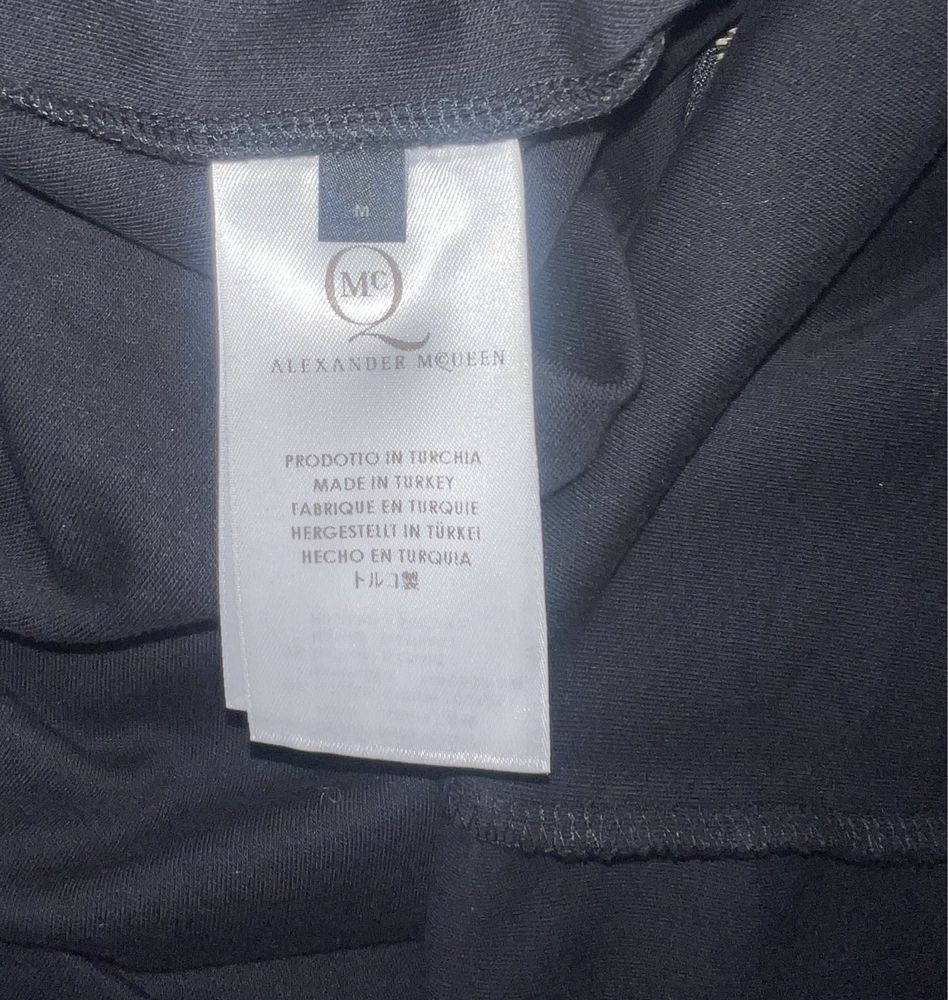 M
McQ
ALEXANDER McQUEEN
PRODOTTO IN TURCHIA
MADE IN TURKEY
FABRIQUE EN TURQUIE
HERGESTELLT IN TÜRKEI
HECHO EN TURQUIA
トルコ製